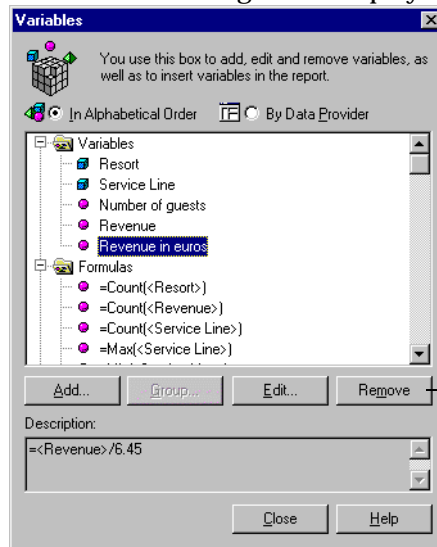 Variables
You use this box to add, edit and remove variables, as
well as to insert variables in the report.
In Alphabetical Order By Data Provider
Variables
Resort
Service Line
Number of guests
Revenue
Revenue in euros
Formulas
=Count(<Resort>)
=Count(<Revenue>)
=Count(<Service Line>)
=Max(<Service Line>)
Add... Group... Edit... Remove
Description:
=<Revenue>/6.45
Close Help